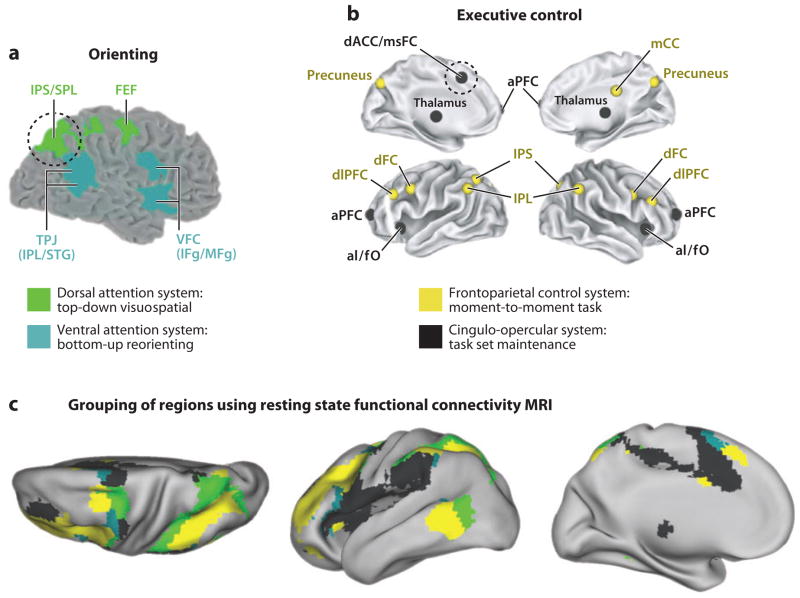 a
Orienting
IPS/SPL
FEF
TPJ
(IPL/STG)
VFC
(IFg/MFg)
Dorsal attention system:
top-down visuospatial
Ventral attention system:
bottom-up reorienting
b
Executive control
dACC/msFC
mCC
Precuneus
aPFC
Precuneus
Thalamus
Thalamus
dFC
IPS
dFC
dlPFC
dlPFC
IPL
aPFC
aPFC
aI/fO
aI/fO
Frontoparietal control system:
moment-to-moment task
Cingulo-opercular system:
task set maintenance
c
Grouping of regions using resting state functional connectivity MRI